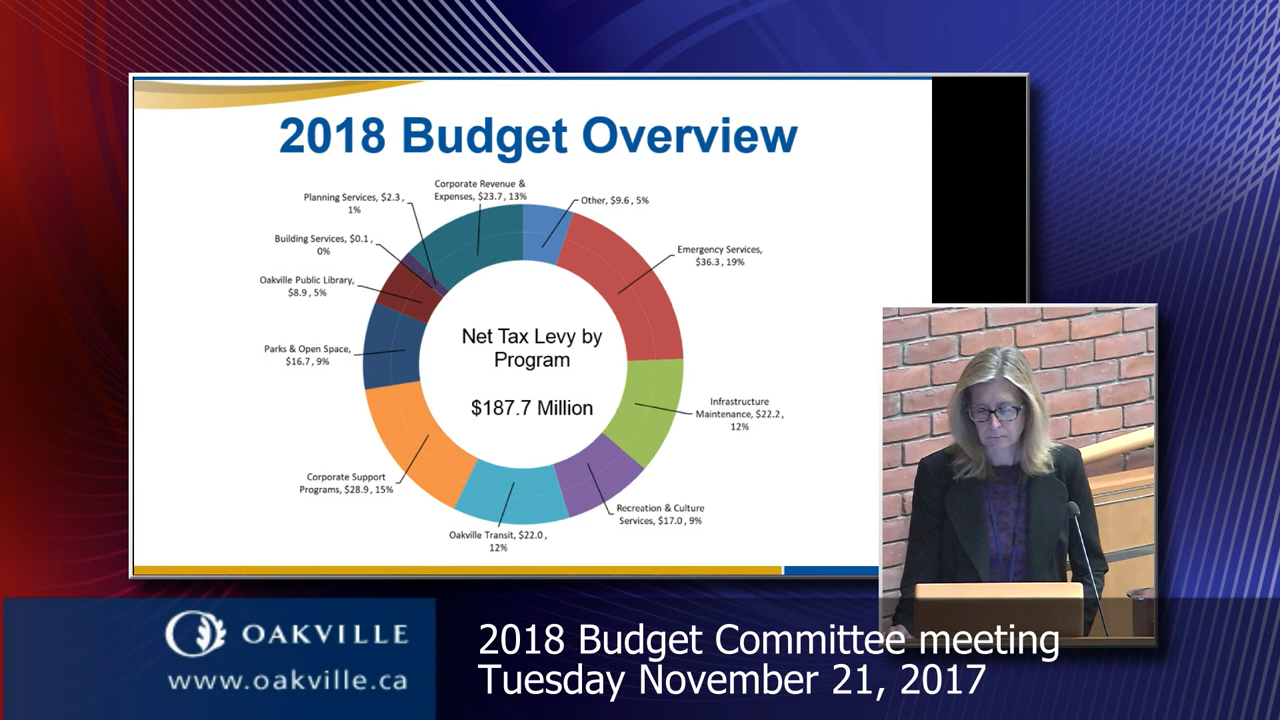 2018 Budget Overview
Corporate Revenue &
Expenses, $23.7, 13%
Planning Services, $2.3 ,
1%
Other, $9.6, 5%
Building Services, $0.1 ,
0%
Emergency Services,
$36.3, 19%
Oakville Public Library,
$8.9 , 5%
Net Tax Levy by
Program
$187.7 Million
Parks & Open Space,
$16.7, 9%
Infrastructure
Maintenance, $22.2 ,
12%
Corporate Support
Programs, $28.9 , 15%
Recreation & Culture
Services, $17.0 , 9%
Oakville Transit, $22.0 ,
12%
OAKVILLE
www.oakville.ca
2018 Budget Committee meeting
Tuesday November 21, 2017